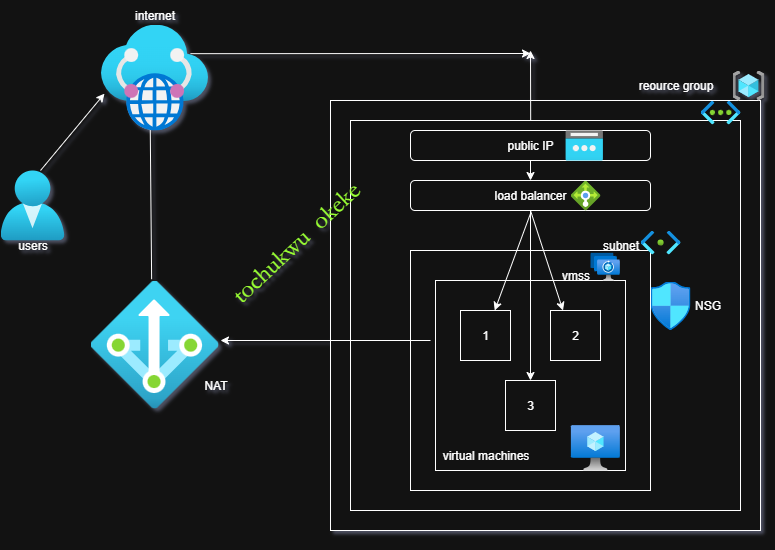 internet
reource group
public IP
load balancer
tochukwu okeke
users
subnet
vmss
NSG
1
2
NAT
3
virtual machines